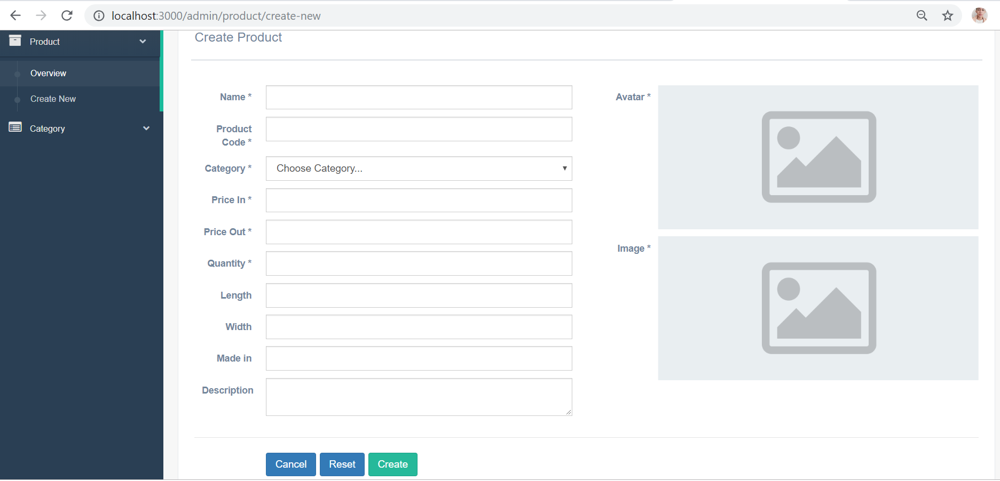 localhost:3000/admin/product/create-new
Product
Overview
Create New
Category
Create Product
Name *
Product
Code *
Category *
Choose Category...
Price In *
Price Out *
Quantity *
Length
Width
Made in
Description
Avatar *
Image *
Cancel
Reset
Create